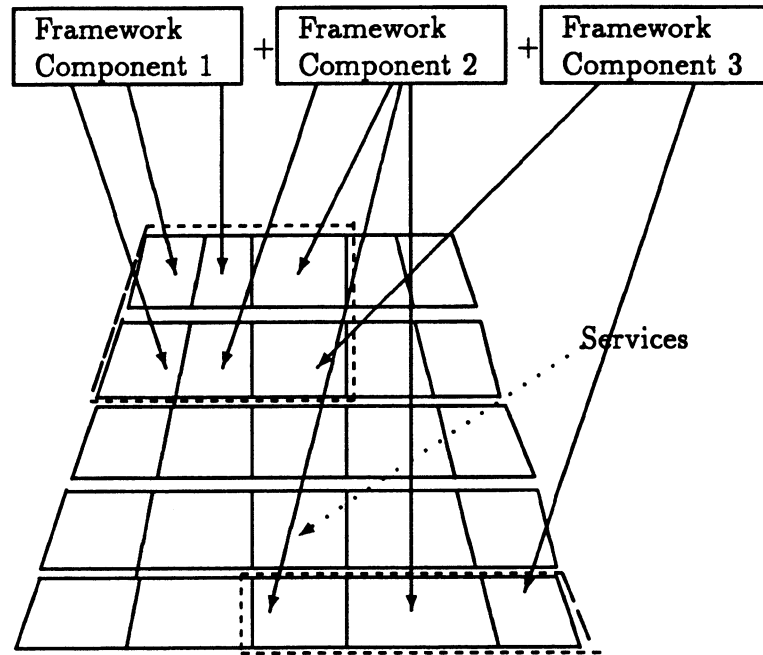 Framework
Component 1
+
Framework
Component 2
+
Framework
Component 3
Services